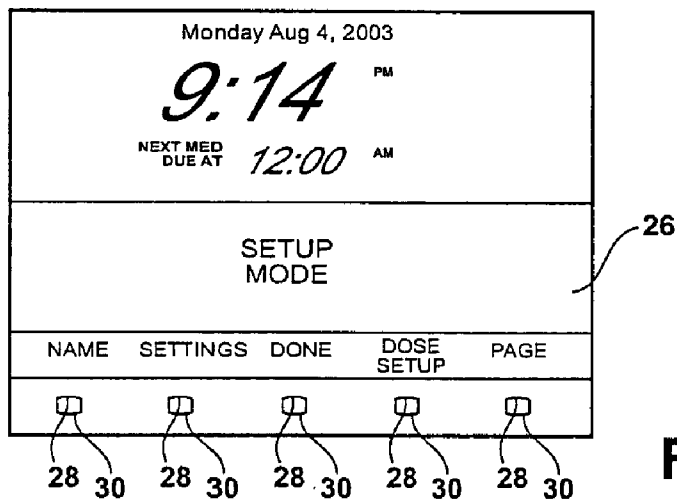 Monday Aug 4, 2003
9:14 PM
NEXT MED
DUE AT 12:00 AM
SETUP
MODE
26
NAME SETTINGS DONE DOSE SETUP PAGE
28 30 28 30 28 30 28 30 28 30
F